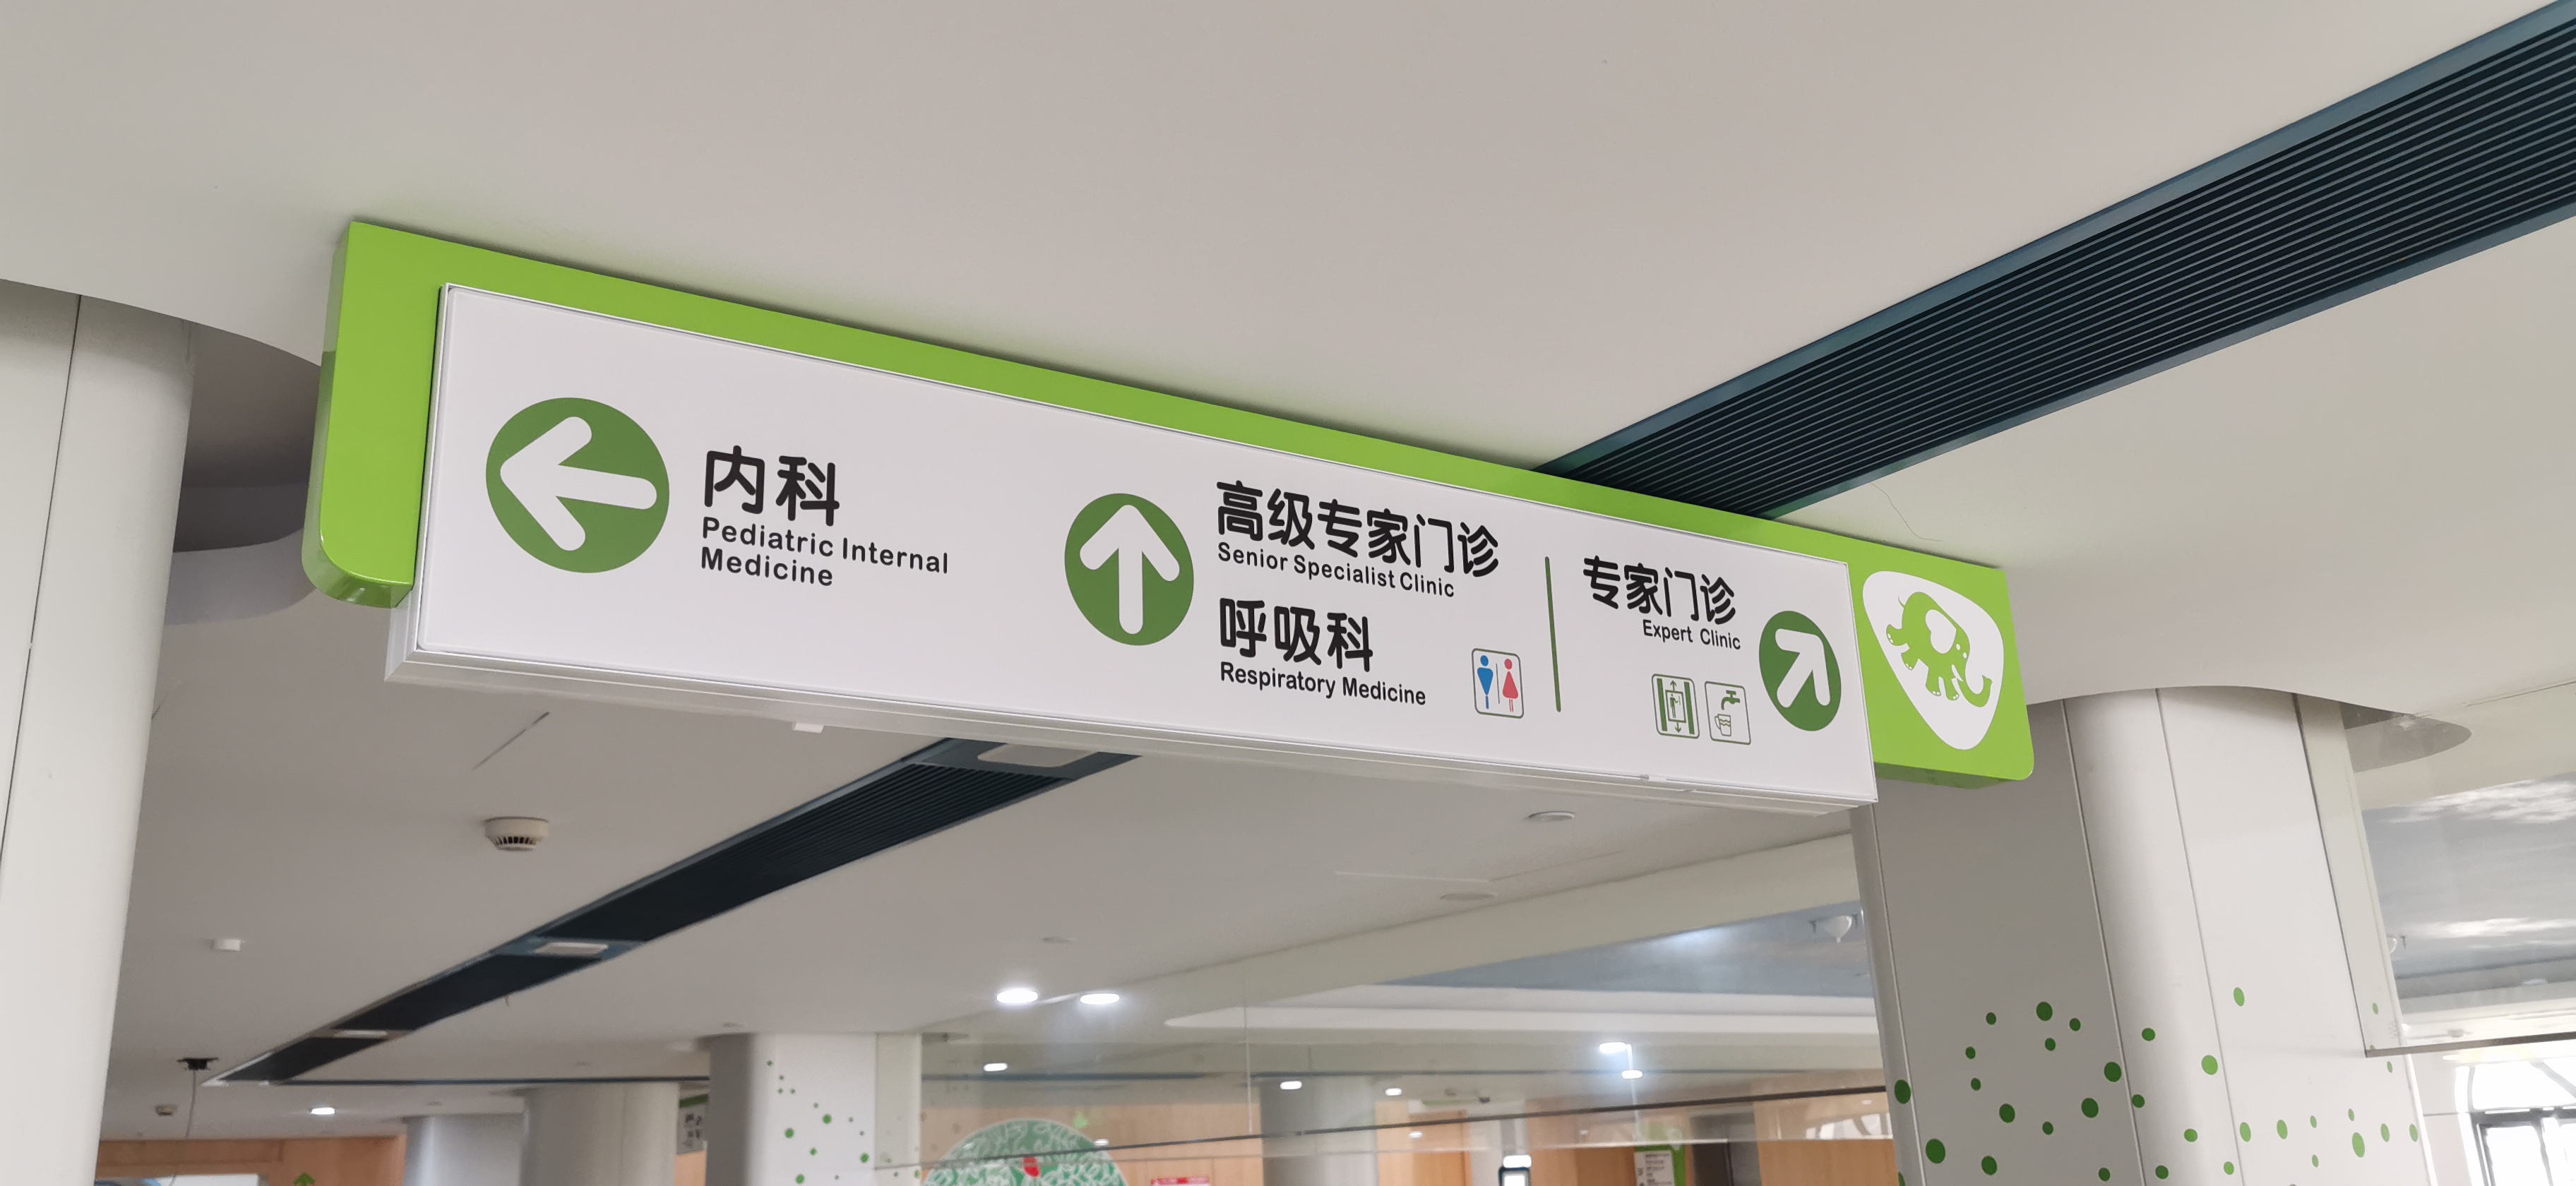 内科
Pediatric Internal
Medicine
高级专家门诊
Senior Specialist Clinic
呼吸科
Respiratory Medicine
专家门诊
Expert Clinic